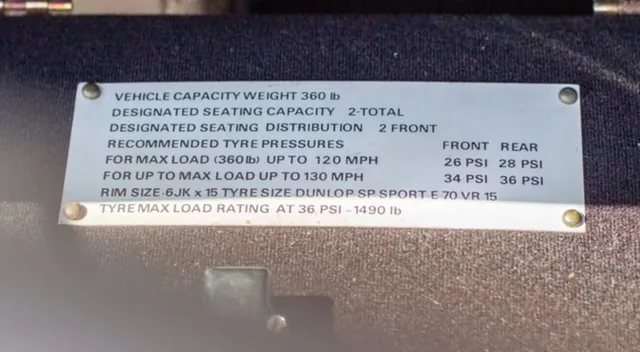 VEHICLE CAPACITY WEIGHT 360 lb
DESIGNATED SEATING CAPACITY 2-TOTAL
DESIGNATED SEATING DISTRIBUTION 2 FRONT
RECOMMENDED TYRE PRESSURES FRONT REAR
FOR MAX LOAD (360lb) UP TO 120 MPH 26 PSI 28 PSI
FOR UP TO MAX LOAD UP TO 130 MPH 34 PSI 36 PSI
RIM SIZE-6JK x 15 TYRE SIZE DUNLOP SP SPORT E 70 VR 15
TYRE MAX LOAD RATING AT 36 PSI -1490 lb